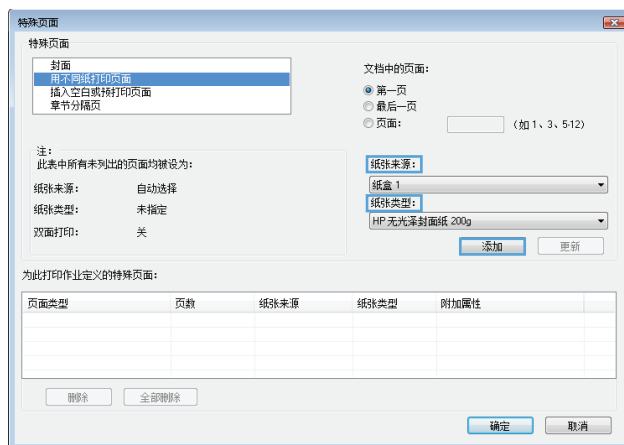 特殊页面
特殊页面
封面
用不同纸打印页面
插入空白或预打印页面
章节分隔页
文档中的页面:
第一页
最后一页
页面: (如 1、3、5-12)
注:
此表中所有未列出的页面均被设为:
纸张来源: 自动选择
纸张类型: 未指定
双面打印: 关
纸张来源:
纸盒 1
纸张类型:
HP 无光泽封面纸 200g
添加 更新
为此打印作业定义的特殊页面:
页面类型 页数 纸张来源 纸张类型 附加属性
删除 全部删除
确定 取消